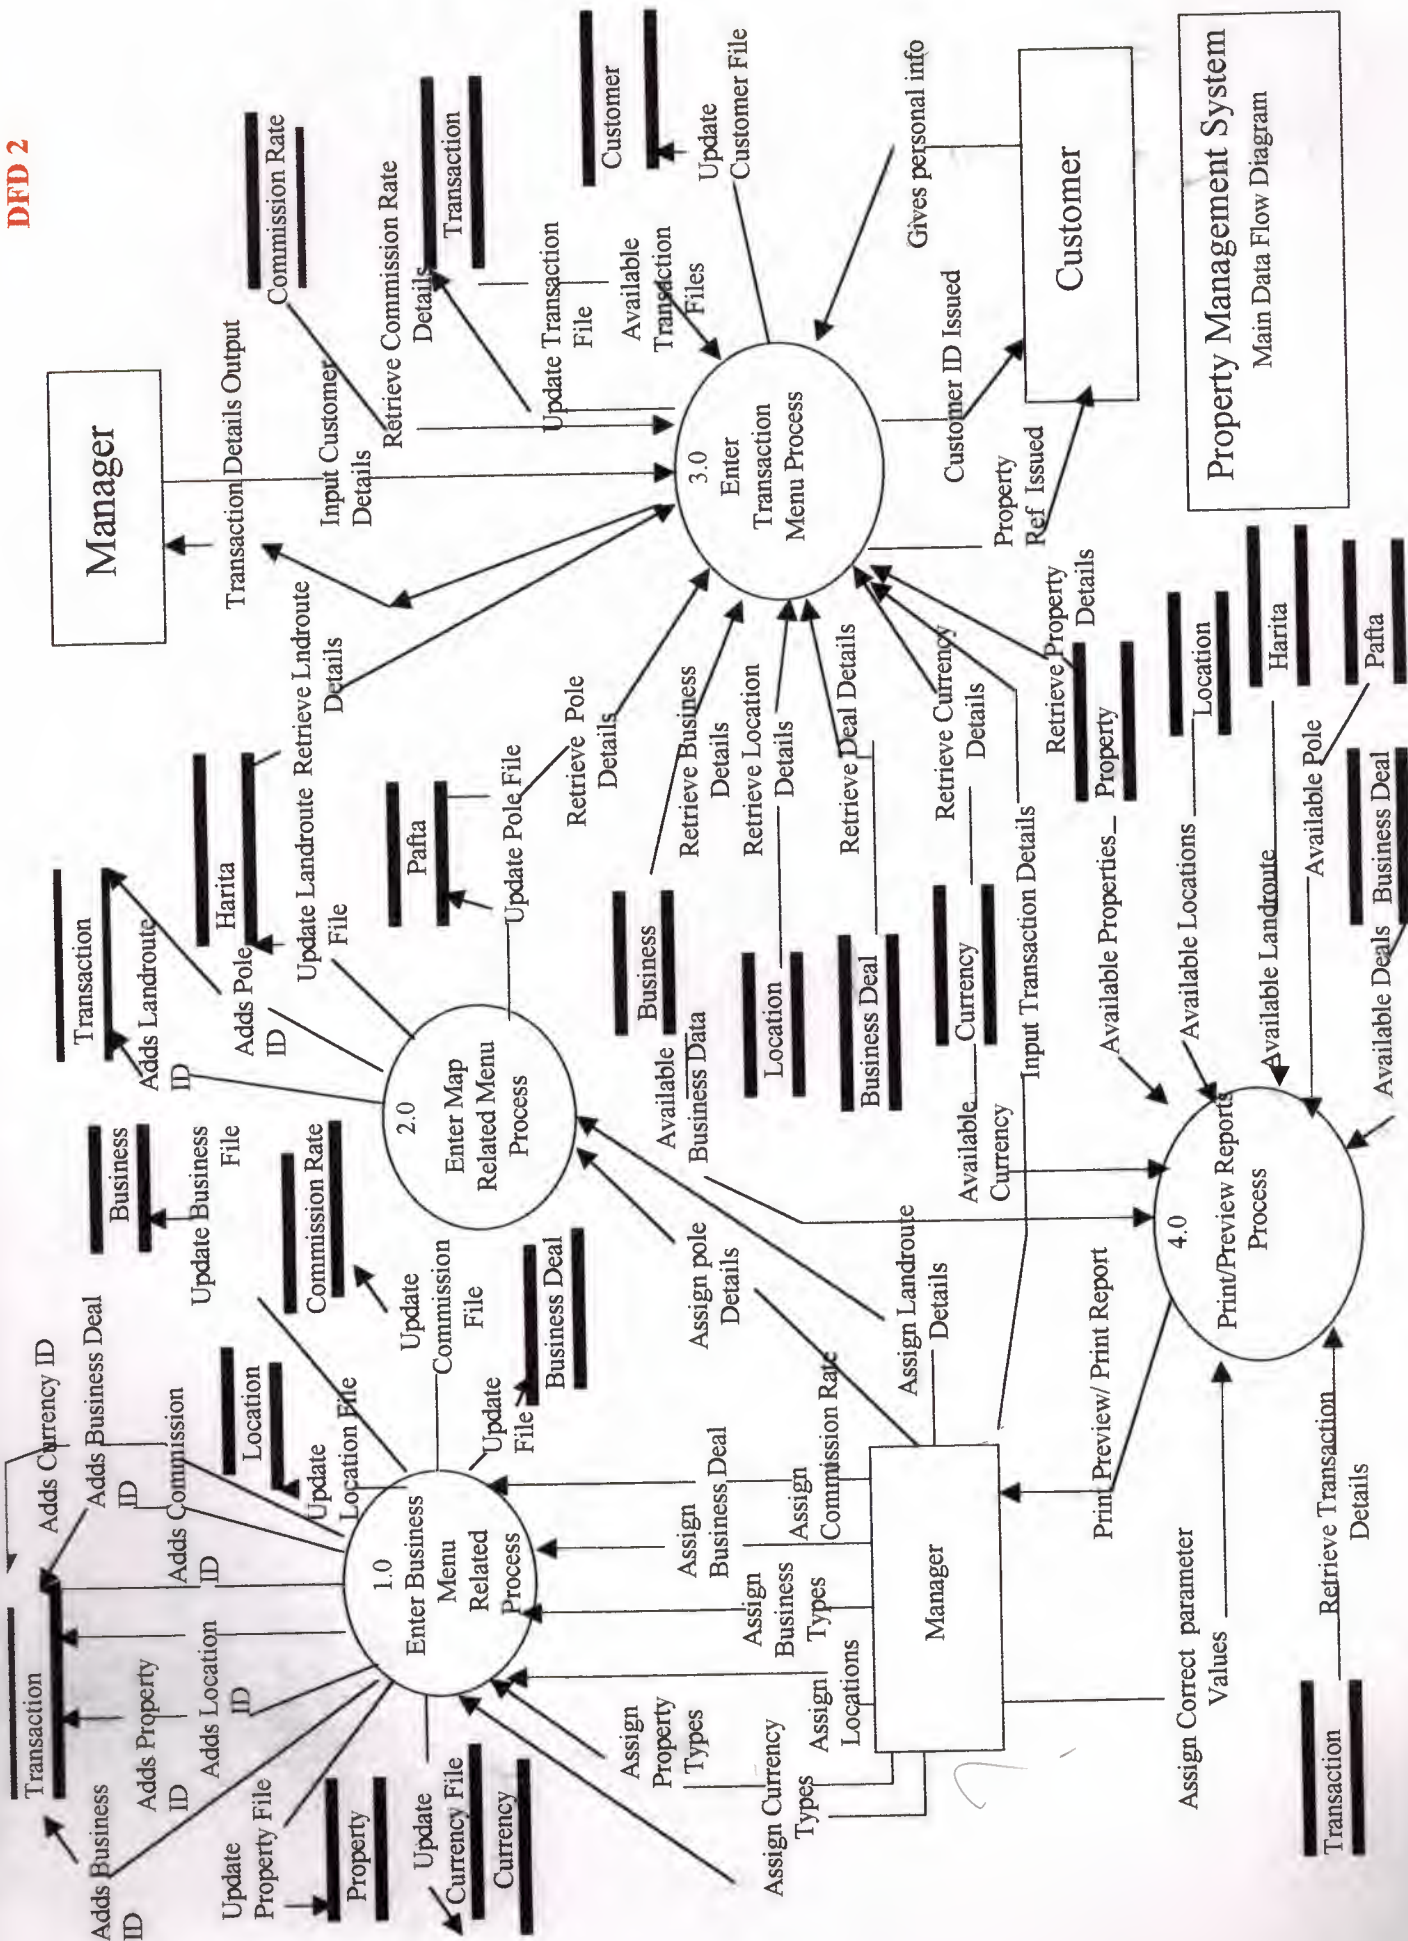 DFD 2
Transaction
Adds Currency ID
Adds Business Deal
ID
Adds Commission
ID
Adds Business
ID
Adds Property
ID
Adds Location
ID
Update
Property File
Property
Update
Currency File
Currency
1.0
Enter Business
Menu
Related
Process
Update
Location File
Location
Update Business
File
Business
Update
Commission
File
Commission Rate
Update
File
Business Deal
Transaction
Adds Landroute
ID
Adds Pole
ID
2.0
Enter Map
Related Menu
Process
Update Landroute
File
Harita
Retrieve Lndroute
Details
Update Pole File
Pafta
Retrieve Pole
Details
Manager
Transaction Details Output
Input Customer
Details
Commission Rate
Retrieve Commission Rate
Details
Transaction
Update Transaction
File
Available
Transaction
Files
Customer
Update
Customer File
3.0
Enter
Transaction
Menu Process
Gives personal info
Customer ID Issued
Property
Ref Issued
Customer
Business
Retrieve Business
Details
Available
Business Data
Location
Retrieve Location
Details
Business Deal
Retrieve Deal Details
Currency
Retrieve Currency
Details
Available
Currency
Input Transaction Details
Retrieve Property
Details
Property
Available Properties
Location
Available Locations
Harita
Available Landroute
Pafta
Available Pole
Business Deal
Available Deals
Assign pole
Details
Assign Landroute
Details
Assign
Commission Rate
Assign
Business Deal
Assign
Business
Types
Assign
Locations
Assign
Property
Types
Assign Currency
Types
Manager
Print Preview/ Print Report
Assign Correct parameter
Values
4.0
Print/Preview Reports
Process
Retrieve Transaction
Details
Transaction
Property Management System
Main Data Flow Diagram